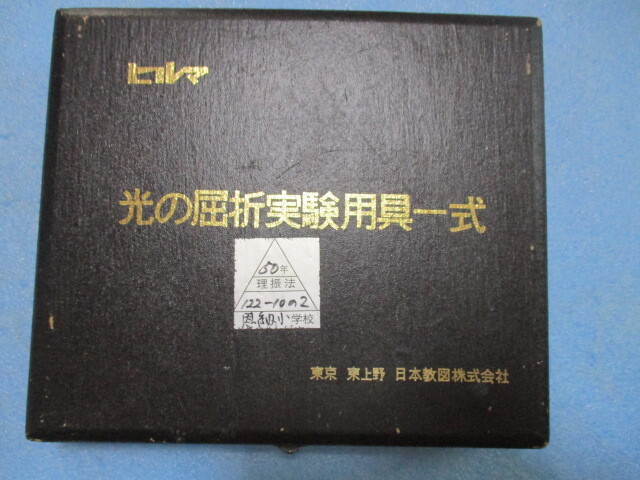 ヒルマ
光の屈折実験用具一式
50年
理振法
122-10の2
恩納小学校
東京 東上野 日本教図株式会社